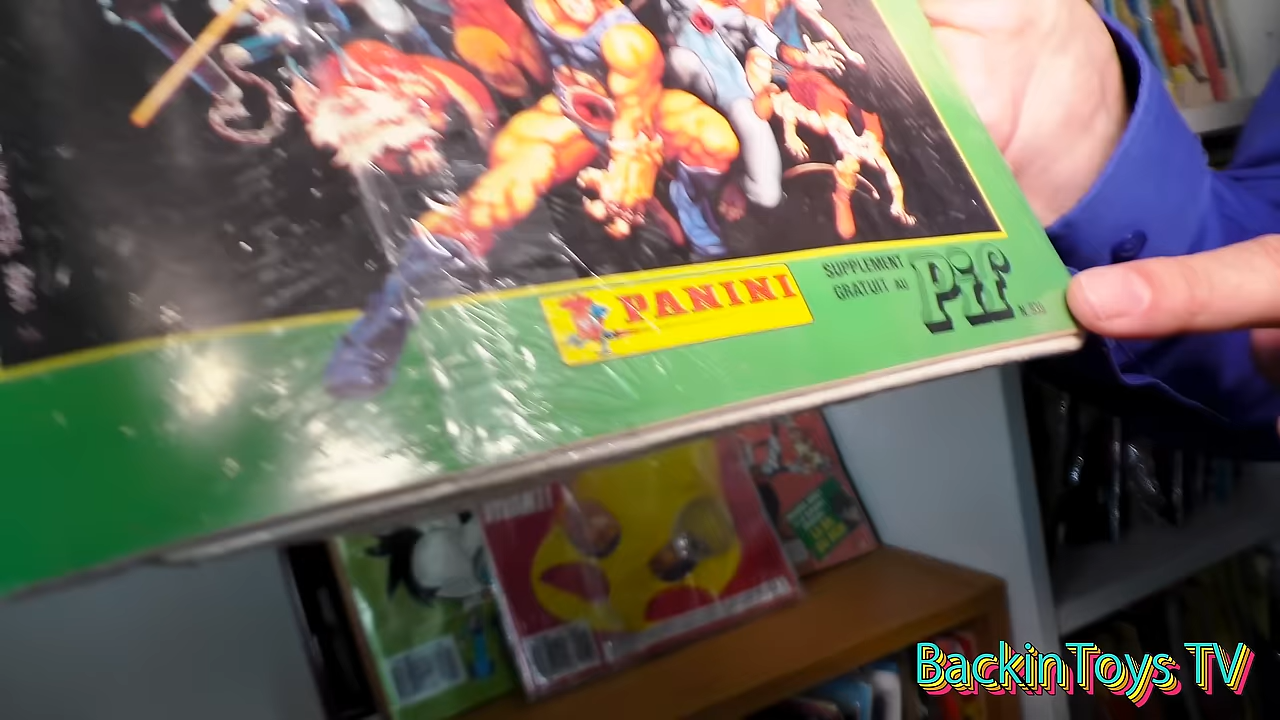 PANINI
SUPPLEMENT
GRATUIT AU
Pif
BackinToys TV